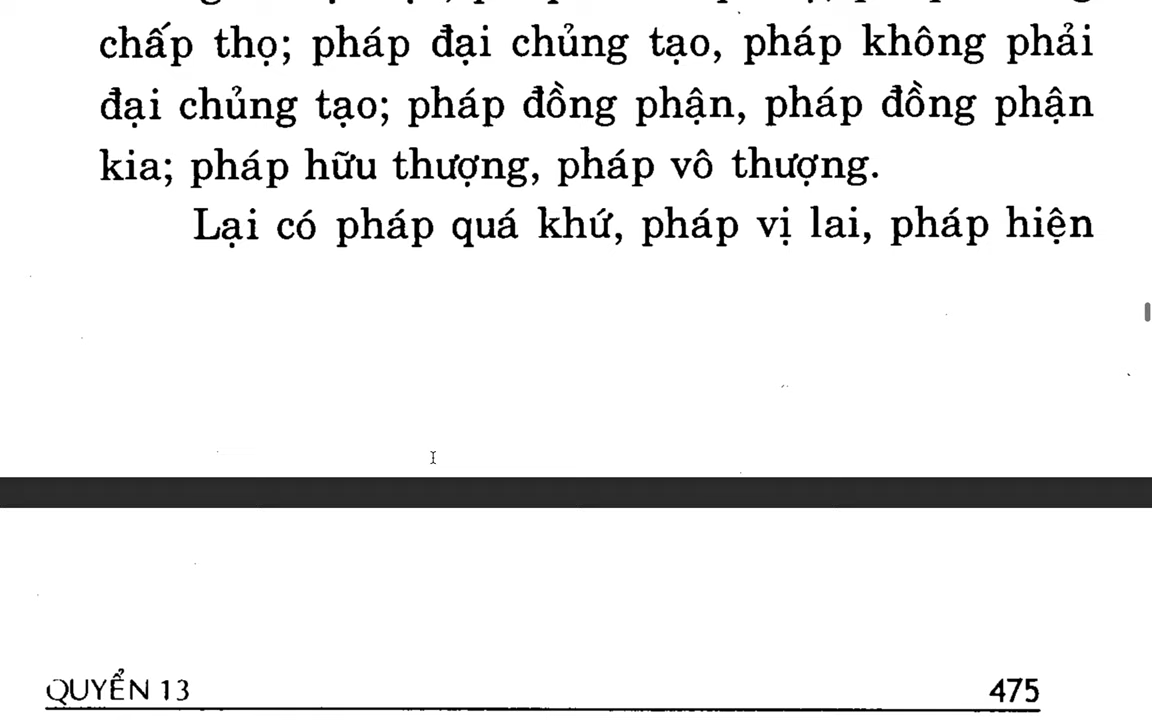 chấp thọ; pháp đại chủng tạo, pháp không phải
đại chủng tạo; pháp đồng phận, pháp đồng phận
kia; pháp hữu thượng, pháp vô thượng.
Lại có pháp quá khứ, pháp vị lai, pháp hiện
QUYỂN 13 475